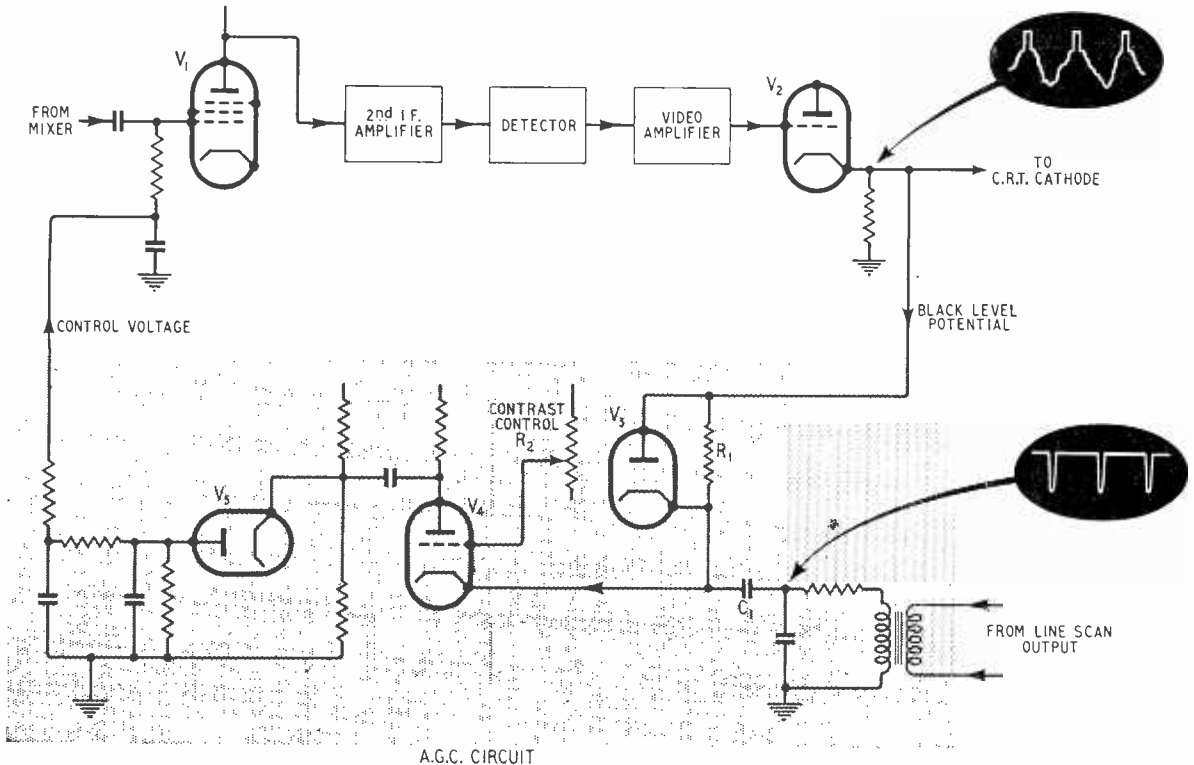 V1
FROM
MIXER
2nd I.F.
AMPLIFIER
DETECTOR
VIDEO
AMPLIFIER
V2
TO
C.R.T. CATHODE
CONTROL VOLTAGE
BLACK LEVEL
POTENTIAL
CONTRAST
CONTROL
R2
V3
R1
V5
V4
*
C1
FROM LINE SCAN
OUTPUT
A.G.C. CIRCUIT